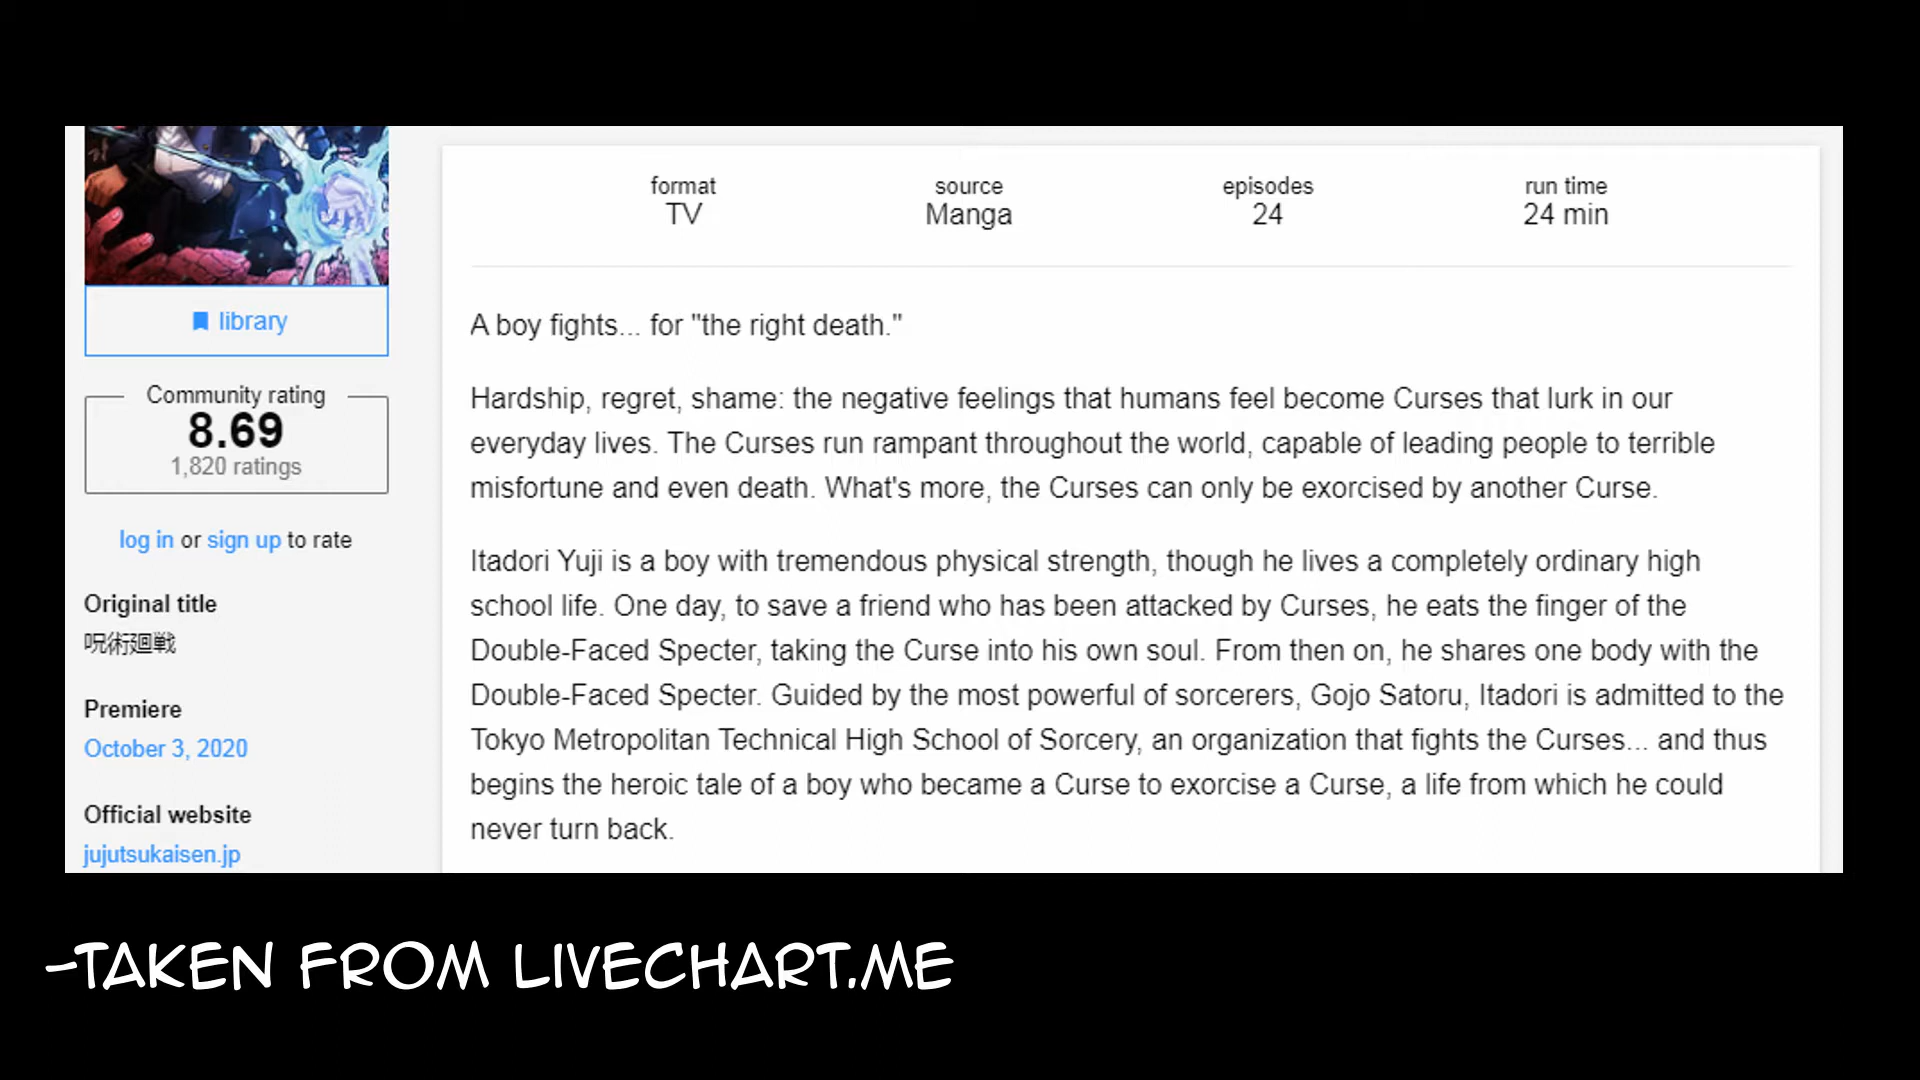 format
TV
source
Manga
episodes
24
run time
24 min
library
Community rating
8.69
1,820 ratings
log in or sign up to rate
Original title
呪術廻戦
Premiere
October 3, 2020
Official website
jujutsukaisen.jp
A boy fights... for "the right death."
Hardship, regret, shame: the negative feelings that humans feel become Curses that lurk in our
everyday lives. The Curses run rampant throughout the world, capable of leading people to terrible
misfortune and even death. What's more, the Curses can only be exorcised by another Curse.
Itadori Yuji is a boy with tremendous physical strength, though he lives a completely ordinary high
school life. One day, to save a friend who has been attacked by Curses, he eats the finger of the
Double-Faced Specter, taking the Curse into his own soul. From then on, he shares one body with the
Double-Faced Specter. Guided by the most powerful of sorcerers, Gojo Satoru, Itadori is admitted to the
Tokyo Metropolitan Technical High School of Sorcery, an organization that fights the Curses... and thus
begins the heroic tale of a boy who became a Curse to exorcise a Curse, a life from which he could
never turn back.
-TAKEN FROM LIVECHART.ME